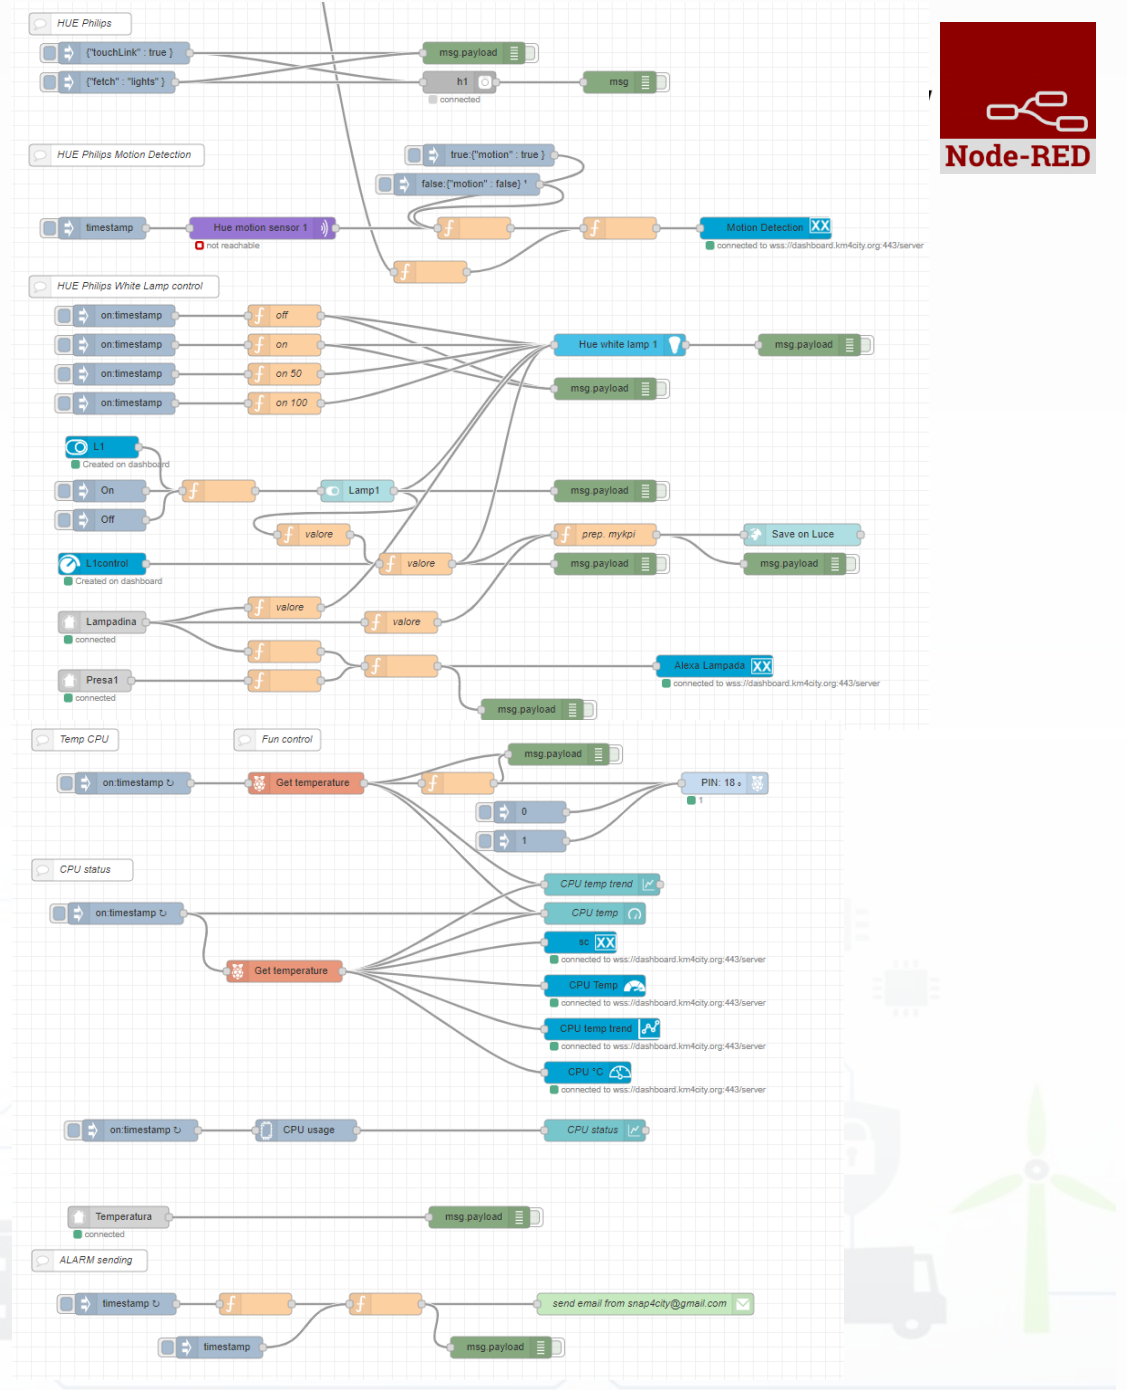 HUE Philips
{"touchLink" : true }
msg.payload
{"fetch" : "lights" }
h1
msg
connected
Node-RED
HUE Philips Motion Detection
true:{"motion" : true }
false:{"motion" : false}
timestamp
Hue motion sensor 1
Motion Detection
XX
not reachable
connected to wss://dashboard.km4city.org:443/server
HUE Philips White Lamp control
on:timestamp
off
on:timestamp
on
Hue white lamp 1
msg.payload
on:timestamp
on 50
msg.payload
on:timestamp
on 100
L1
Created on dashboard
On
Lamp1
msg.payload
Off
valore
prep. mykpi
Save on Luce
L1control
valore
msg.payload
msg.payload
Created on dashboard
valore
Lampadina
valore
connected
Alexa Lampada
XX
Presa1
connected to wss://dashboard.km4city.org:443/server
connected
msg.payload
Temp CPU
Fun control
msg.payload
on:timestamp ↻
Get temperature
PIN: 18
1
0
1
CPU status
CPU temp trend
on:timestamp ↻
CPU temp
sc
XX
connected to wss://dashboard.km4city.org:443/server
Get temperature
CPU Temp
connected to wss://dashboard.km4city.org:443/server
CPU temp trend
connected to wss://dashboard.km4city.org:443/server
CPU °C
connected to wss://dashboard.km4city.org:443/server
on:timestamp ↻
CPU usage
CPU status
Temperatura
msg.payload
connected
ALARM sending
timestamp ↻
send email from snap4city@gmail.com
timestamp
msg.payload